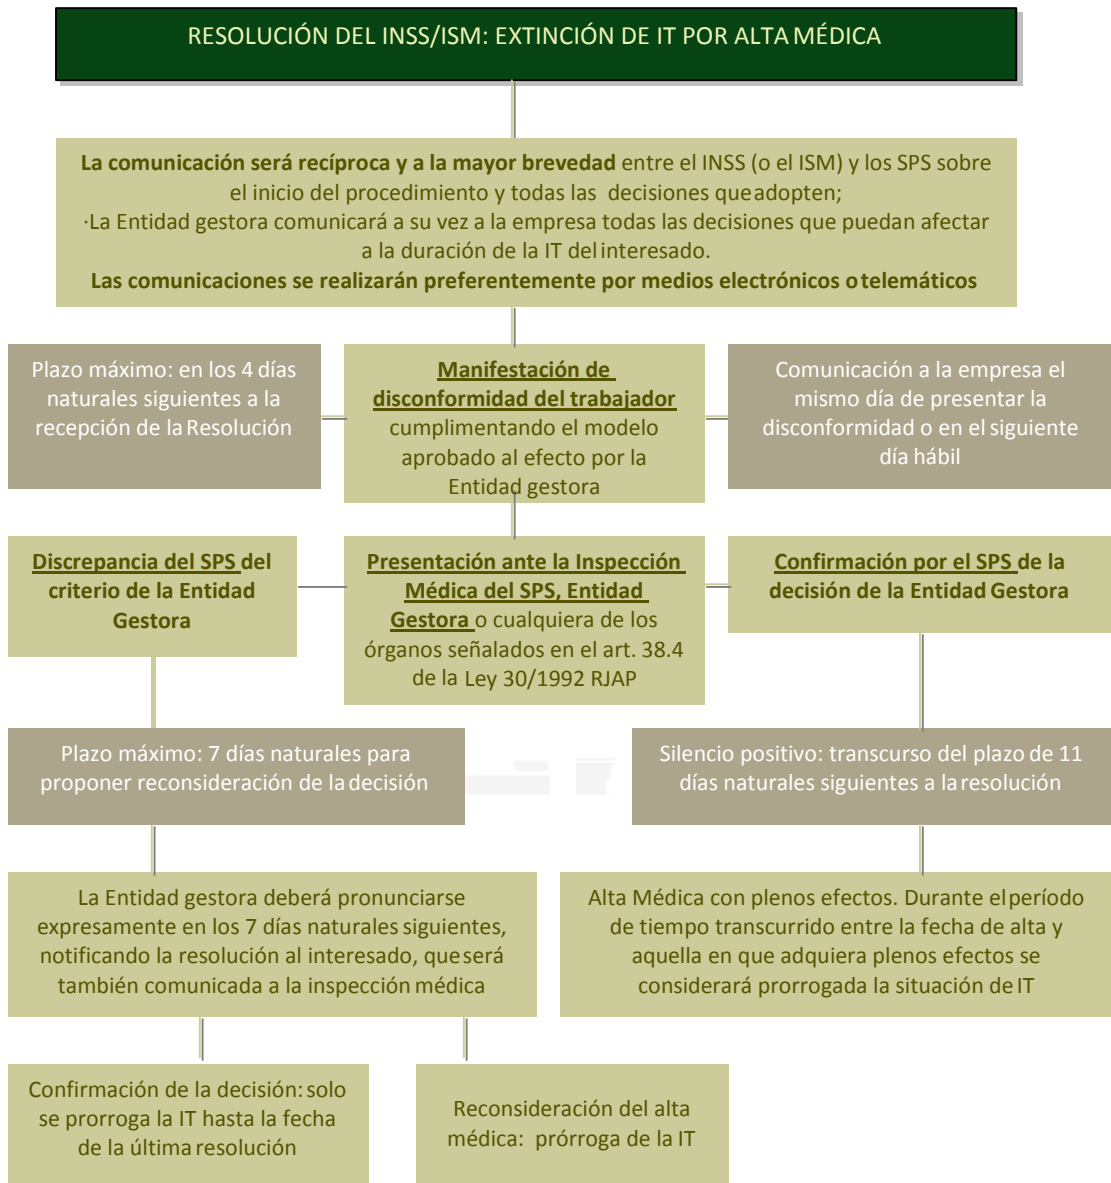 RESOLUCIÓN DEL INSS/ISM: EXTINCIÓN DE IT POR ALTA MÉDICA
La comunicación será recíproca y a la mayor brevedad entre el INSS (o el ISM) y los SPS sobre
el inicio del procedimiento y todas las decisiones que adopten;
·La Entidad gestora comunicará a su vez a la empresa todas las decisiones que puedan afectar
a la duración de la IT del interesado.
Las comunicaciones se realizarán preferentemente por medios electrónicos o telemáticos
Plazo máximo: en los 4 días
naturales siguientes a la
recepción de la Resolución
Manifestación de
disconformidad del trabajador
cumplimentando el modelo
aprobado al efecto por la
Entidad gestora
Comunicación a la empresa el
mismo día de presentar la
disconformidad o en el siguiente
día hábil
Discrepancia del SPS del
criterio de la Entidad
Gestora
Presentación ante la Inspección
Médica del SPS, Entidad
Gestora o cualquiera de los
órganos señalados en el art. 38.4
de la Ley 30/1992 RJAP
Confirmación por el SPS de la
decisión de la Entidad Gestora
Plazo máximo: 7 días naturales para
proponer reconsideración de la decisión
Silencio positivo: transcurso del plazo de 11
días naturales siguientes a la resolución
La Entidad gestora deberá pronunciarse
expresamente en los 7 días naturales siguientes,
notificando la resolución al interesado, que será
también comunicada a la inspección médica
Alta Médica con plenos efectos. Durante el período
de tiempo transcurrido entre la fecha de alta y
aquella en que adquiera plenos efectos se
considerará prorrogada la situación de IT
Confirmación de la decisión: solo
se prorroga la IT hasta la fecha
de la última resolución
Reconsideración del alta
médica: prórroga de la IT